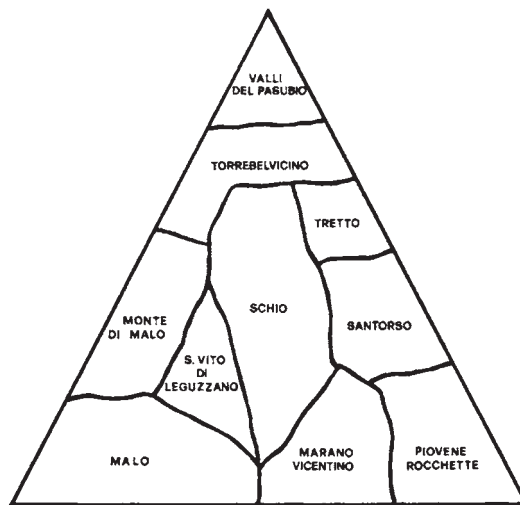 VALLI
DEL PASUBIO
TORREBELVICINO
TRETTO
SCHIO
MONTE
DI MALO
SANTORSO
S. VITO
DI
LEGUZZANO
MALO
MARANO
VICENTINO
PIOVENE
ROCCHETTE